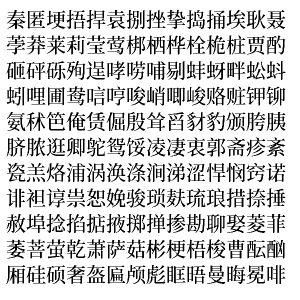 秦匿埂捂捍袁捌挫挚捣捅埃耿聂
荸莽莱莉莹莺梆栖桦栓桅桩贾酌
砸砰砾殉逞哮唠哺剔蚌蚜畔蚣蚪
蚓哩圃鸯唁哼唆峭唧峻赂赃钾铆
氨秫笆俺赁倔殷耸舀豺豹颁胯胰
脐脓逛卿鸵鸳馁凌凄衷郭斋疹紊
瓷羔烙浦涡涣涤涧涕涩悍悯窍诺
诽袒谆祟恕娩骏琐麸琉琅措捺捶
赦埠捻掐掂掖掷掸掺勘聊娶菱菲
萎菩萤乾萧萨菇彬梗梧梭曹酝酗
厢硅硕奢盔匾颅彪眶晤曼晦冕啡